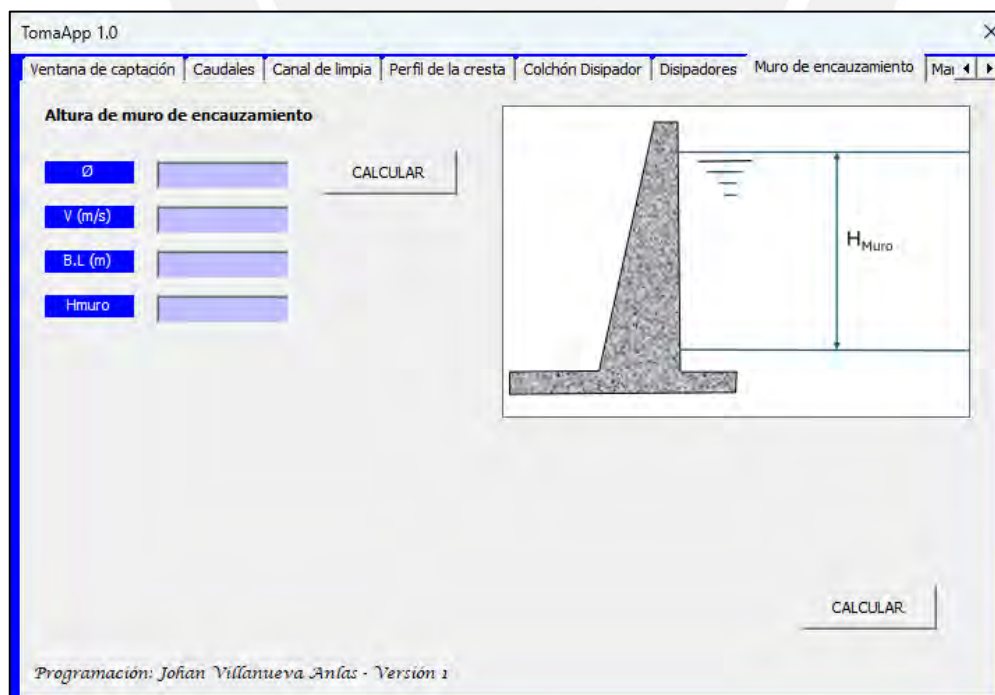 TomaApp 1.0
Ventana de captación Caudales Canal de limpia Perfil de la cresta Colchón Disipador Disipadores Muro de encauzamiento
Altura de muro de encauzamiento
Ø
CALCULAR
V (m/s)
B.L (m)
Hmuro
HMuro
CALCULAR
Programación: Johan Villanueva Anlas - Versión 1